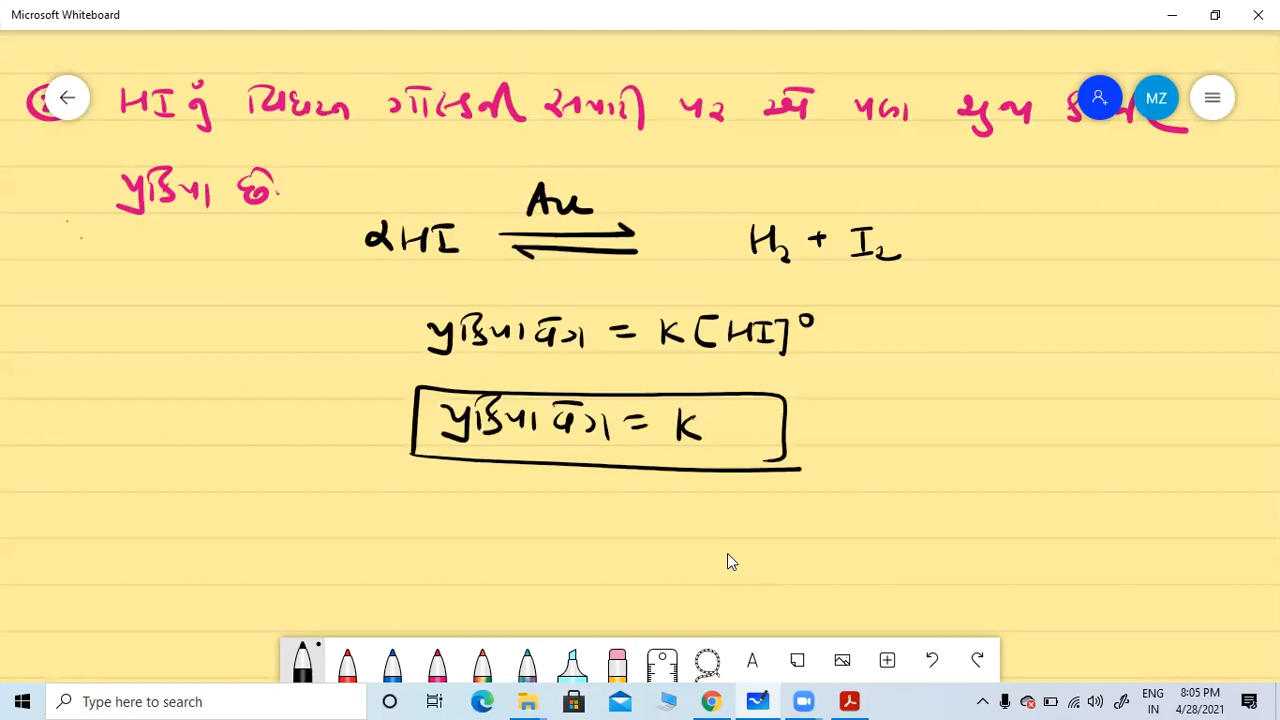 Microsoft Whiteboard
HI નું વિઘટન ગોલ્ડની સપાટી પર એ પણ શુન્ય
MZ
પ્રક્રિયા છે.
Au
2HI ⇌ H₂ + I₂
પ્રક્રિયા વેગ = K [HI]⁰
પ્રક્રિયા વેગ = K
Type here to search
ENG 8:05 PM
IN 4/28/2021